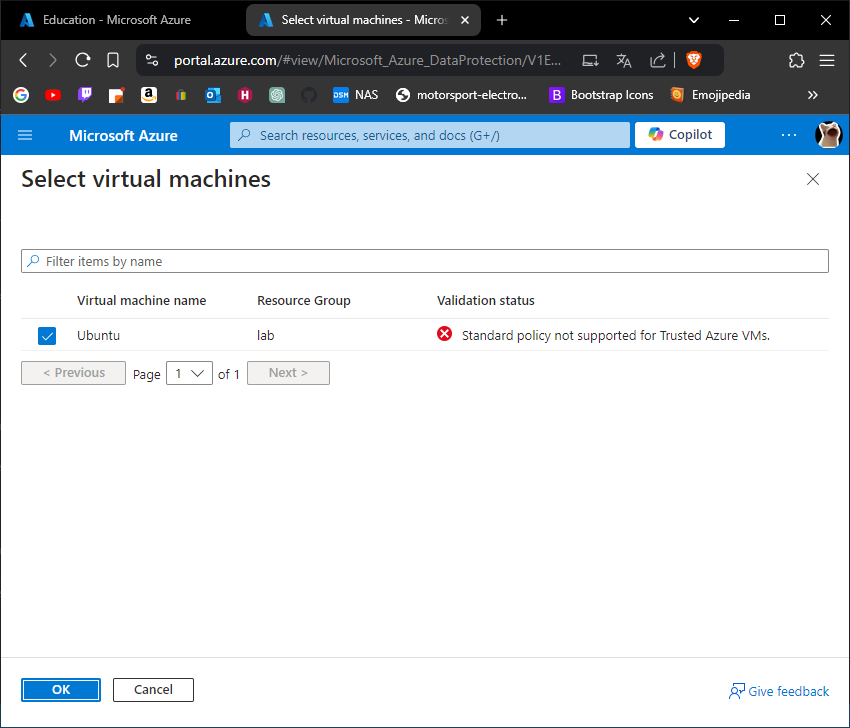 Education - Microsoft Azure
Select virtual machines - Micros
portal.azure.com/#view/Microsoft_Azure_DataProtection/V1E...
DSM NAS motorsport-electro... B Bootstrap Icons Emojipedia
Microsoft Azure Search resources, services, and docs (G+/) Copilot ...
Select virtual machines
Filter items by name
Virtual machine name Resource Group Validation status
Ubuntu lab Standard policy not supported for Trusted Azure VMs.
< Previous Page 1 of 1 Next >
OK Cancel Give feedback